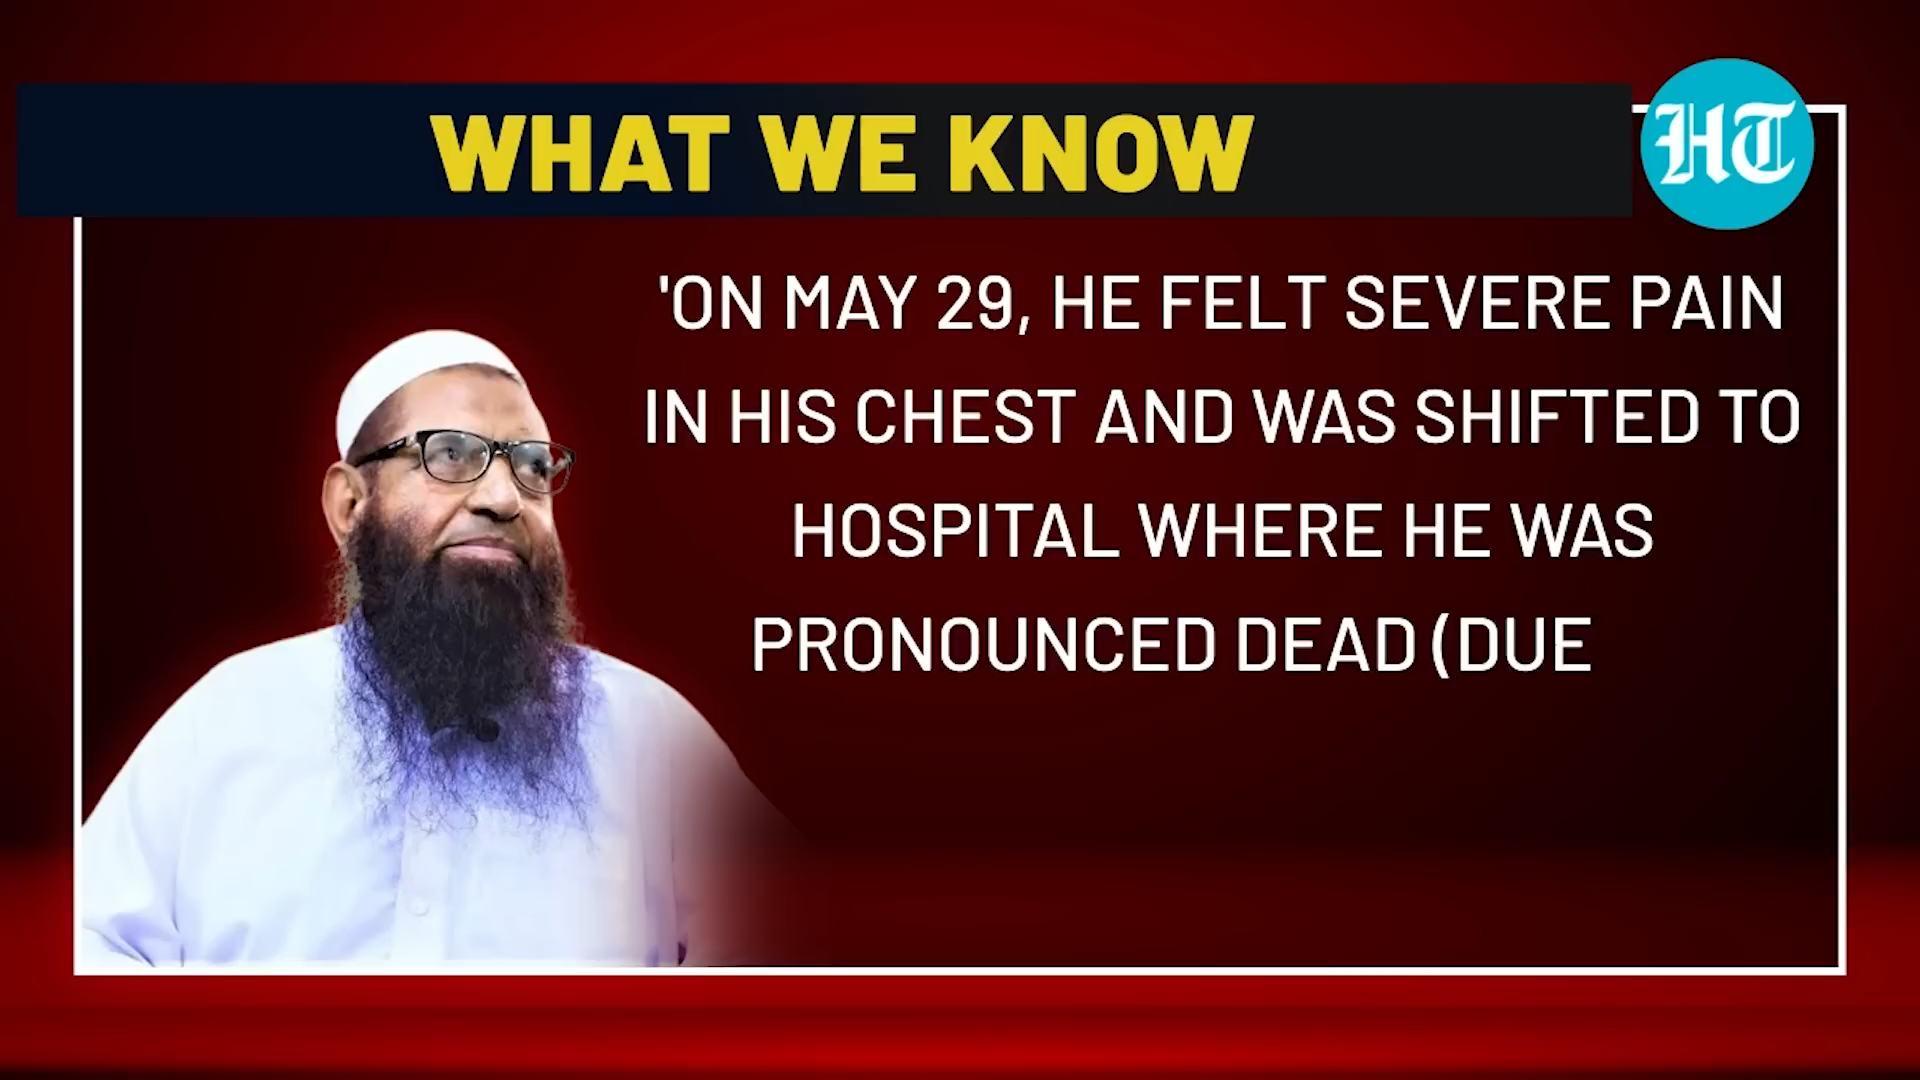 WHAT WE KNOW
HT
'ON MAY 29, HE FELT SEVERE PAIN
IN HIS CHEST AND WAS SHIFTED TO
HOSPITAL WHERE HE WAS
PRONOUNCED DEAD (DUE